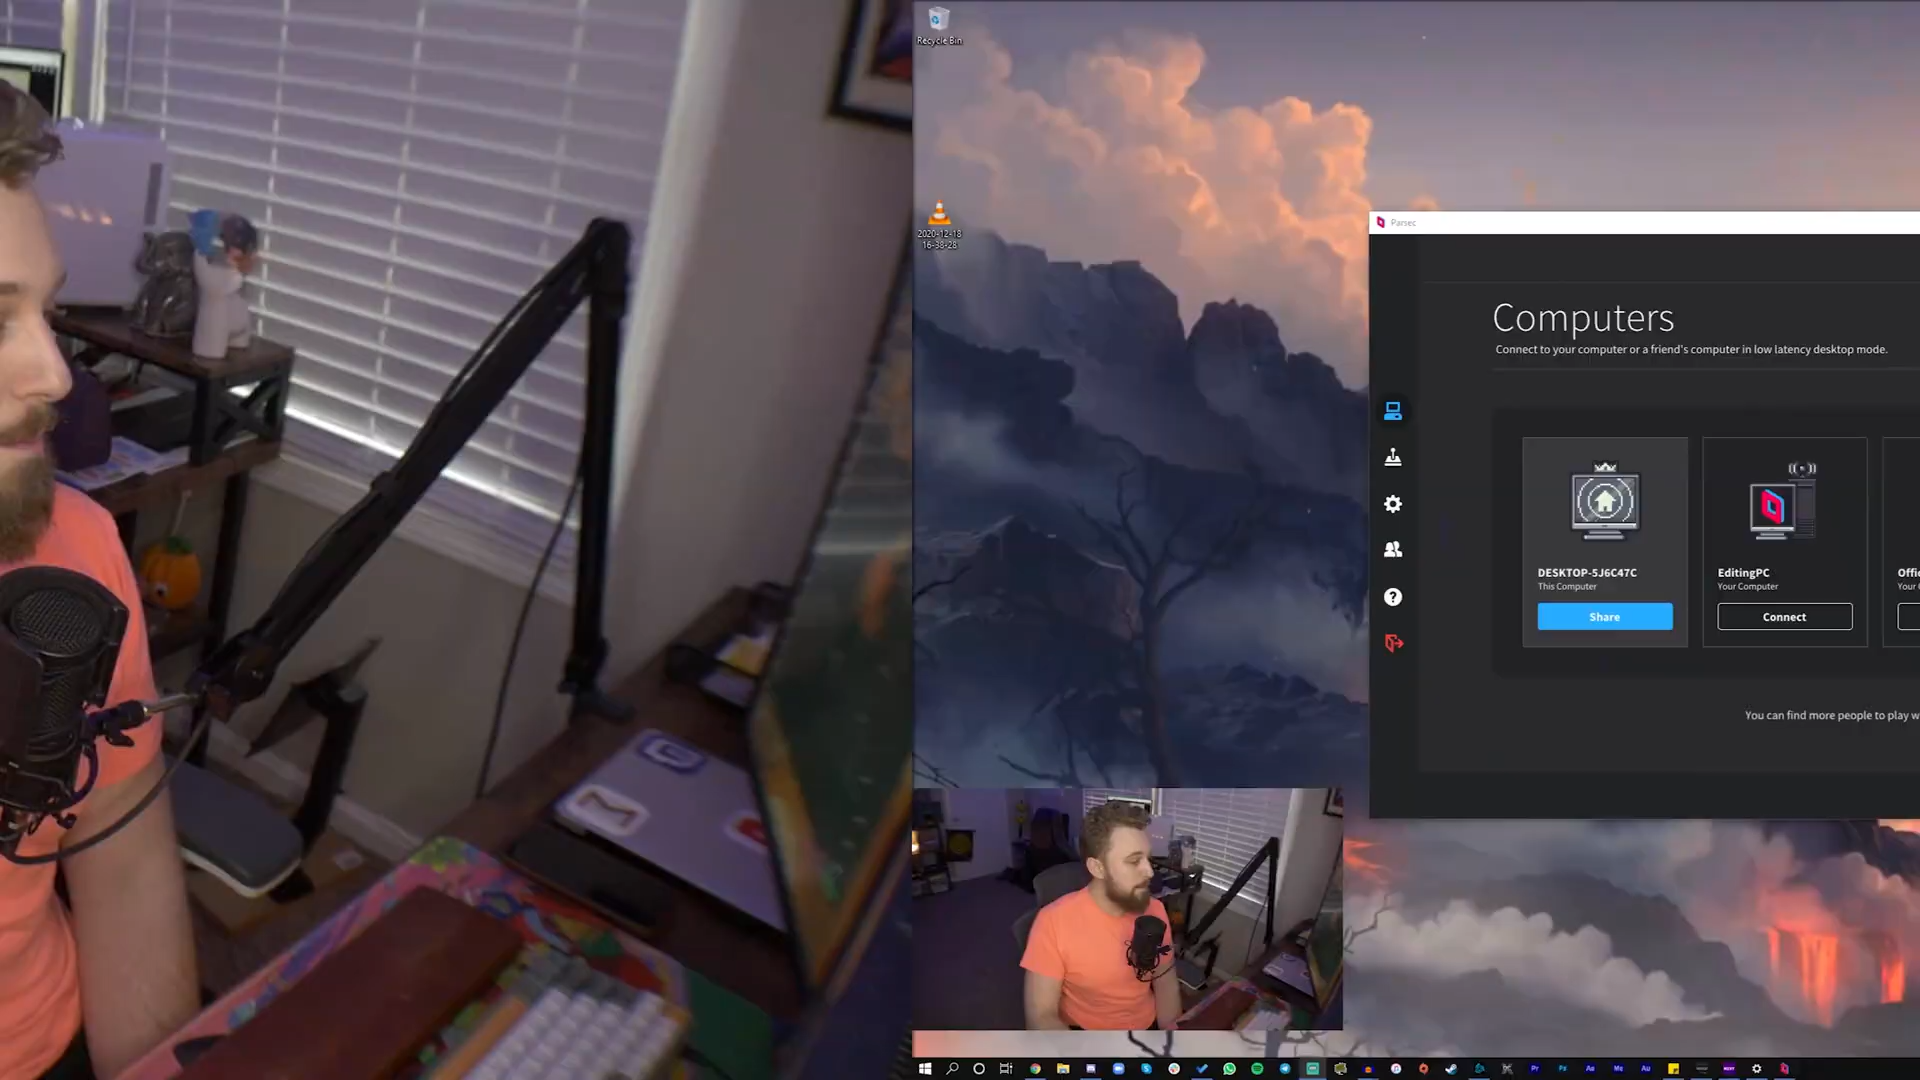 Recycle Bin
2020-12-18
16-38-28
Parsec
Computers
Connect to your computer or a friend's computer in low latency desktop mode.
DESKTOP-5J6C47C
This Computer
Share
EditingPC
Your Computer
Connect
Offic
Your
You can find more people to play w